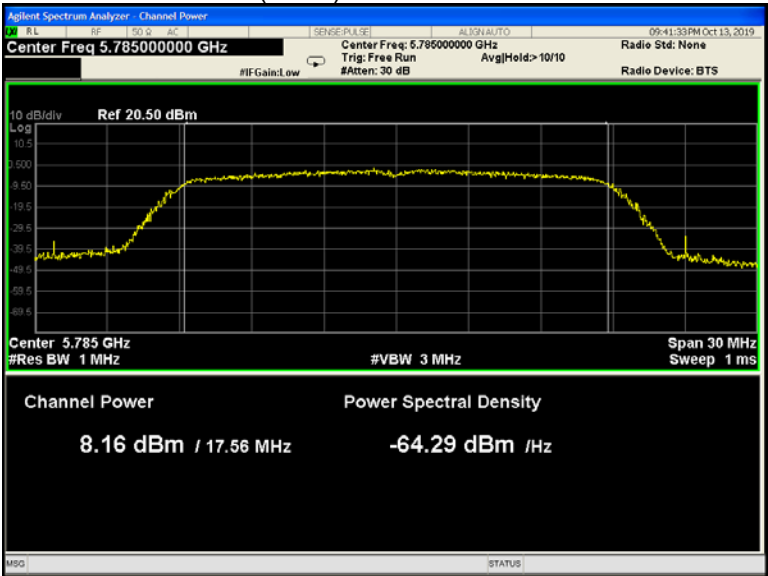 Agilent Spectrum Analyzer - Channel Power
RL RF 50 Ω AC SENSE:PULSE ALIGN AUTO 09:41:33 PM Oct 13, 2019
Center Freq 5.785000000 GHz
Center Freq: 5.785000000 GHz
Radio Std: None
Trig: Free Run Avg|Hold:> 10/10
#IFGain:Low #Atten: 30 dB Radio Device: BTS
10 dB/div Ref 20.50 dBm
Log
10.5
0.500
-9.50
-19.5
-29.5
-39.5
-49.5
-59.5
-69.5
Center 5.785 GHz Span 30 MHz
#Res BW 1 MHz #VBW 3 MHz Sweep 1 ms
Channel Power Power Spectral Density
8.16 dBm / 17.56 MHz -64.29 dBm /Hz
MSG STATUS